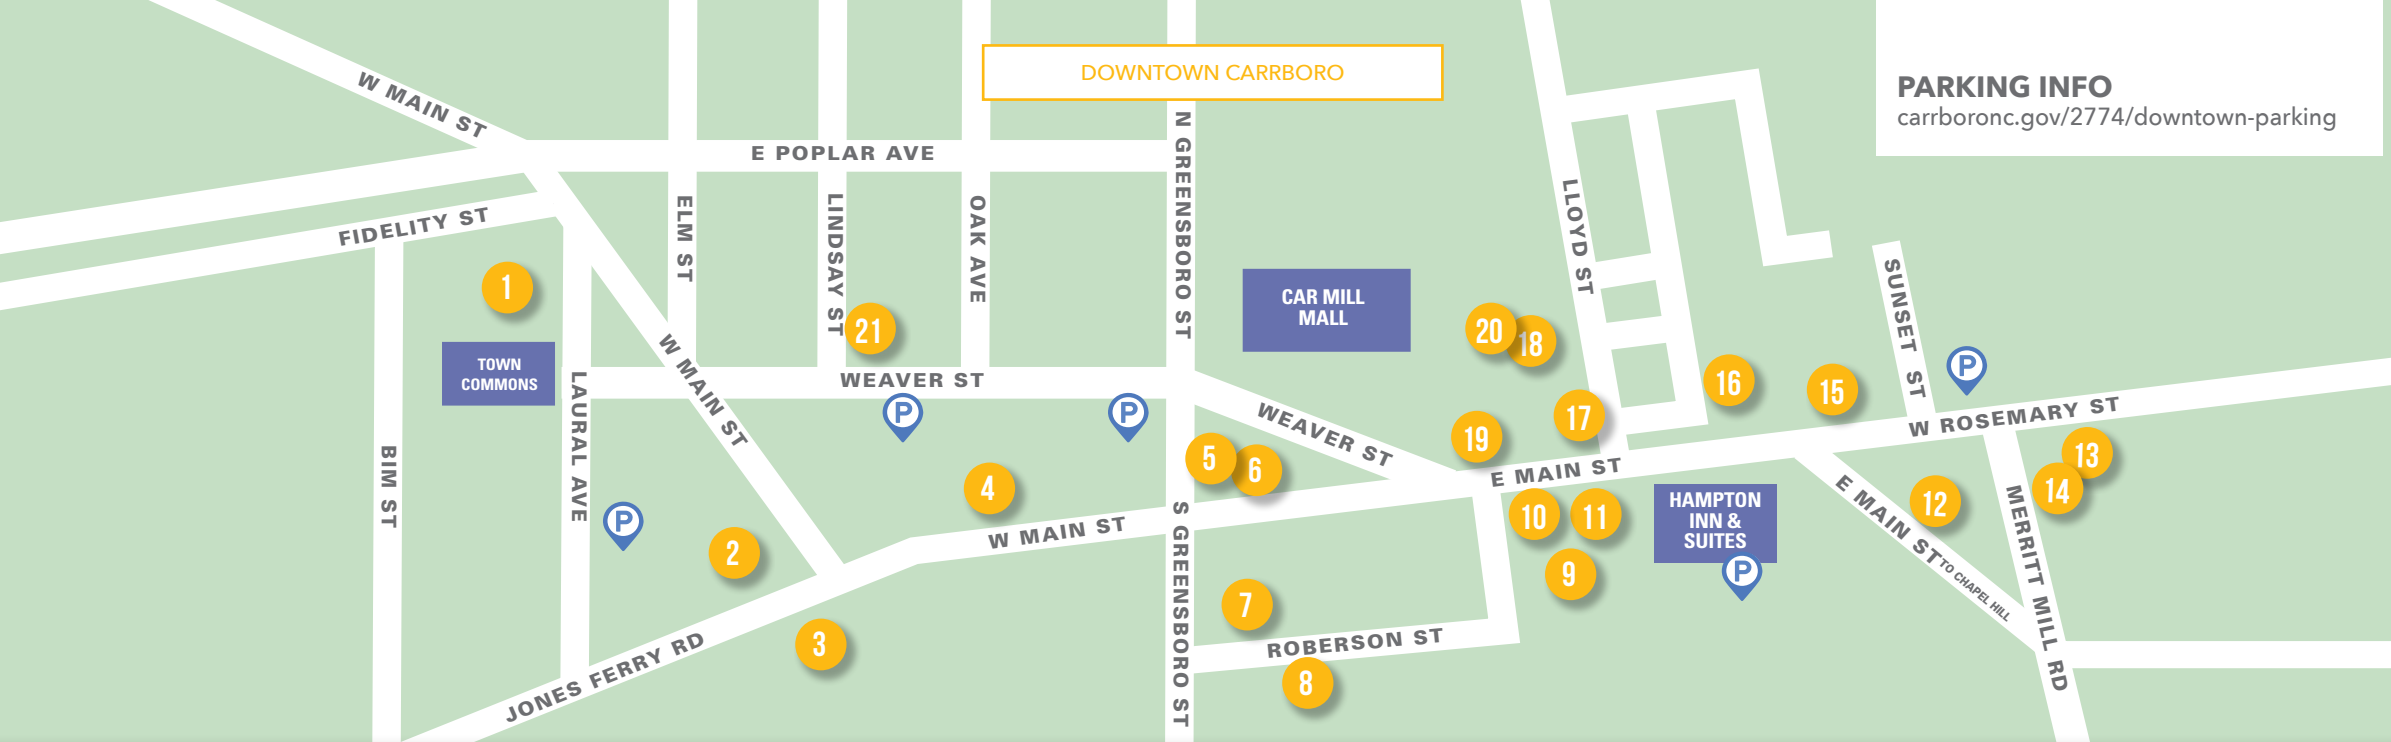 DOWNTOWN CARRBORO
PARKING INFO
carrboronc.gov/2774/downtown-parking
W MAIN ST
E POPLAR AVE
N GREENSBORO ST
FIDELITY ST
ELM ST
LINDSAY ST
OAK AVE
LLOYD ST
SUNSET ST
1
21
CAR MILL
MALL
20
18
TOWN
COMMONS
W MAIN ST
WEAVER ST
P
P
WEAVER ST
19
17
16
15
P
W ROSEMARY ST
LAURAL AVE
BIM ST
5
6
4
E MAIN ST
13
14
12
10
11
HAMPTON
INN &
SUITES
P
E MAIN ST TO CHAPEL HILL
MERRITT MILL RD
P
2
W MAIN ST
S GREENSBORO ST
9
7
3
ROBERSON ST
8
JONES FERRY RD